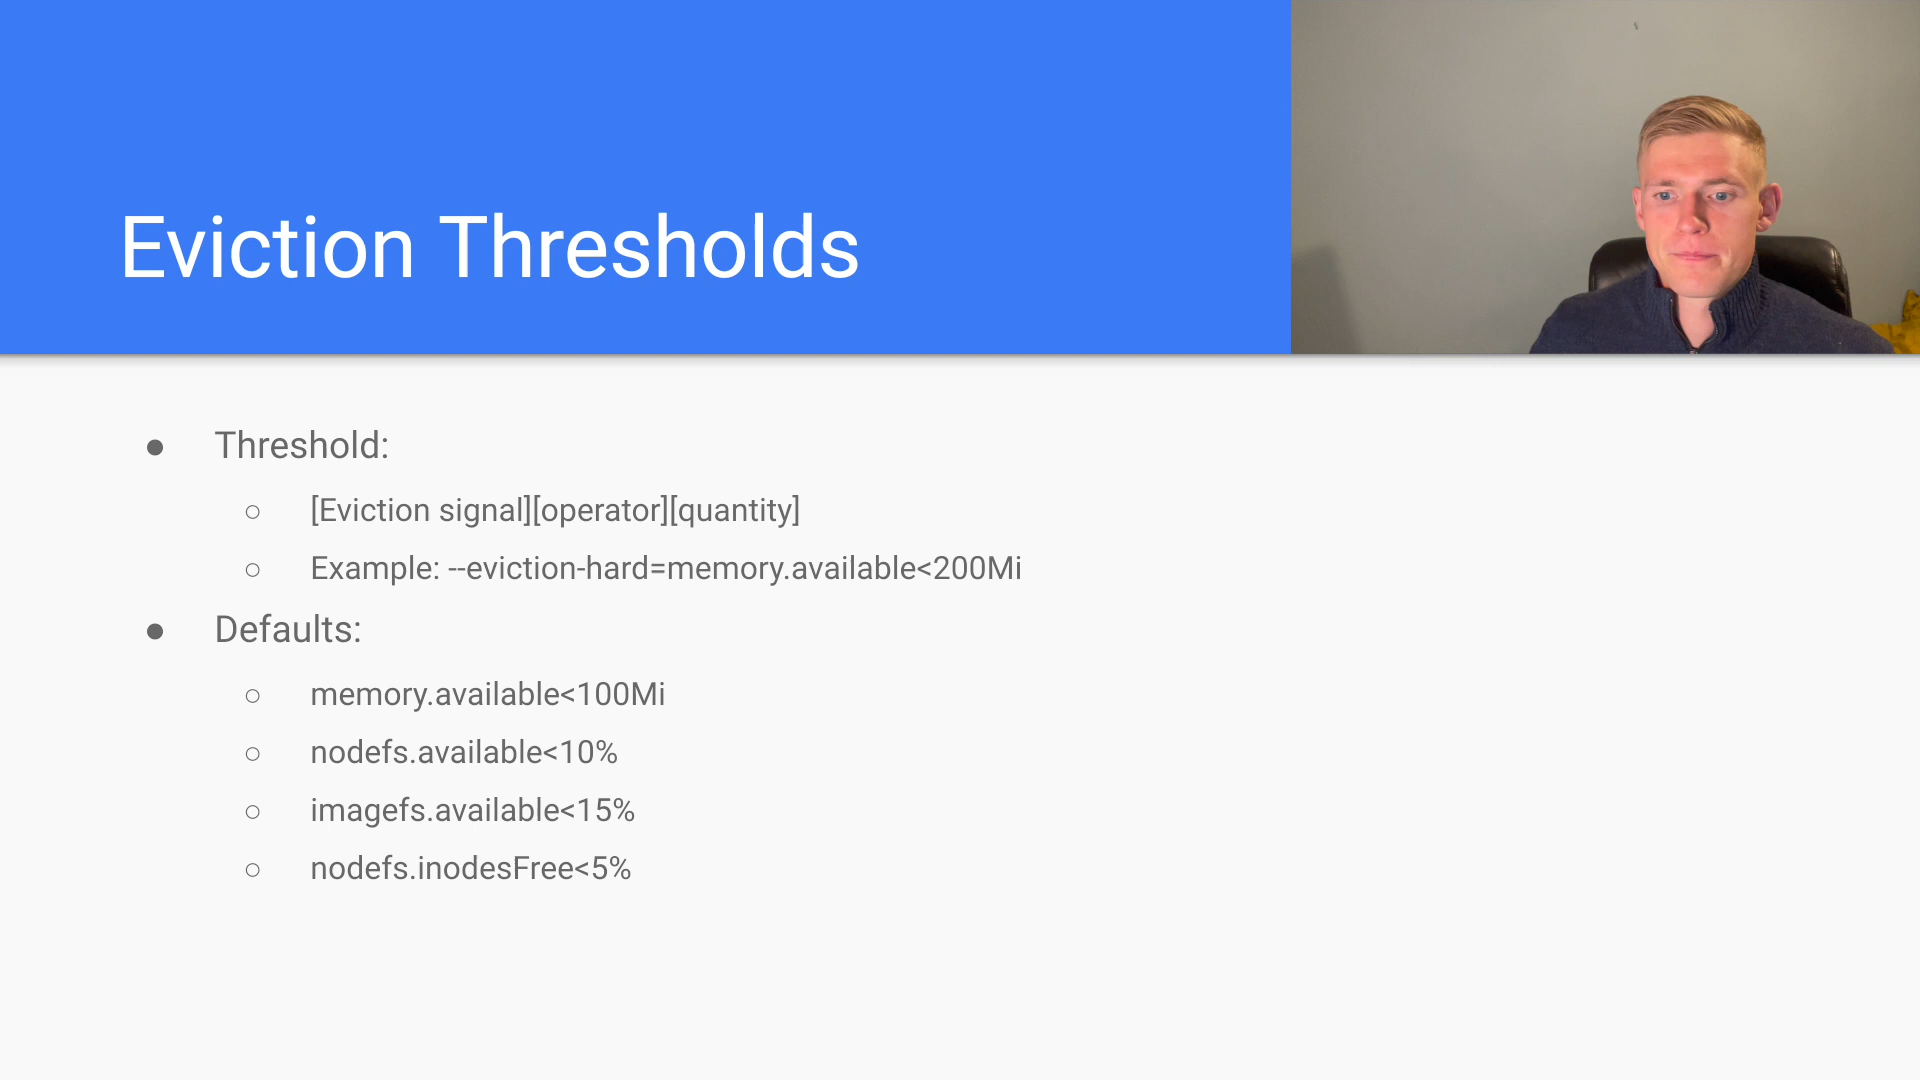 Eviction Thresholds
● Threshold:
○ [Eviction signal][operator][quantity]
○ Example: --eviction-hard=memory.available<200Mi
● Defaults:
○ memory.available<100Mi
○ nodefs.available<10%
○ imagefs.available<15%
○ nodefs.inodesFree<5%